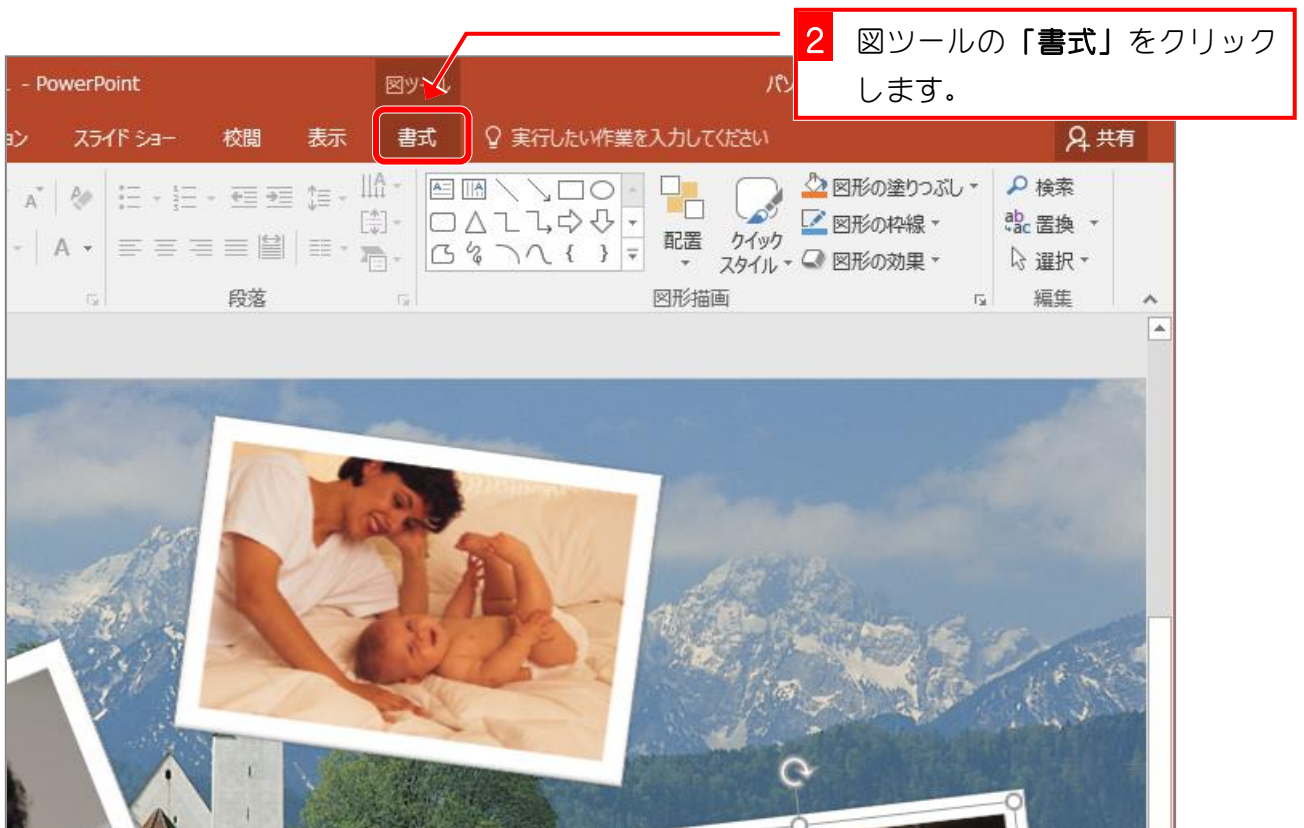 2 図ツールの「書式」をクリック
します。
- PowerPoint 図ツール
スライド ショー 校閲 表示 書式 実行したい作業を入力してください 共有
A A 図形の塗りつぶし 検索
図形の枠線 ab ac 置換
配置 クイック スタイル 図形の効果 選択
A
段落 図形描画 編集